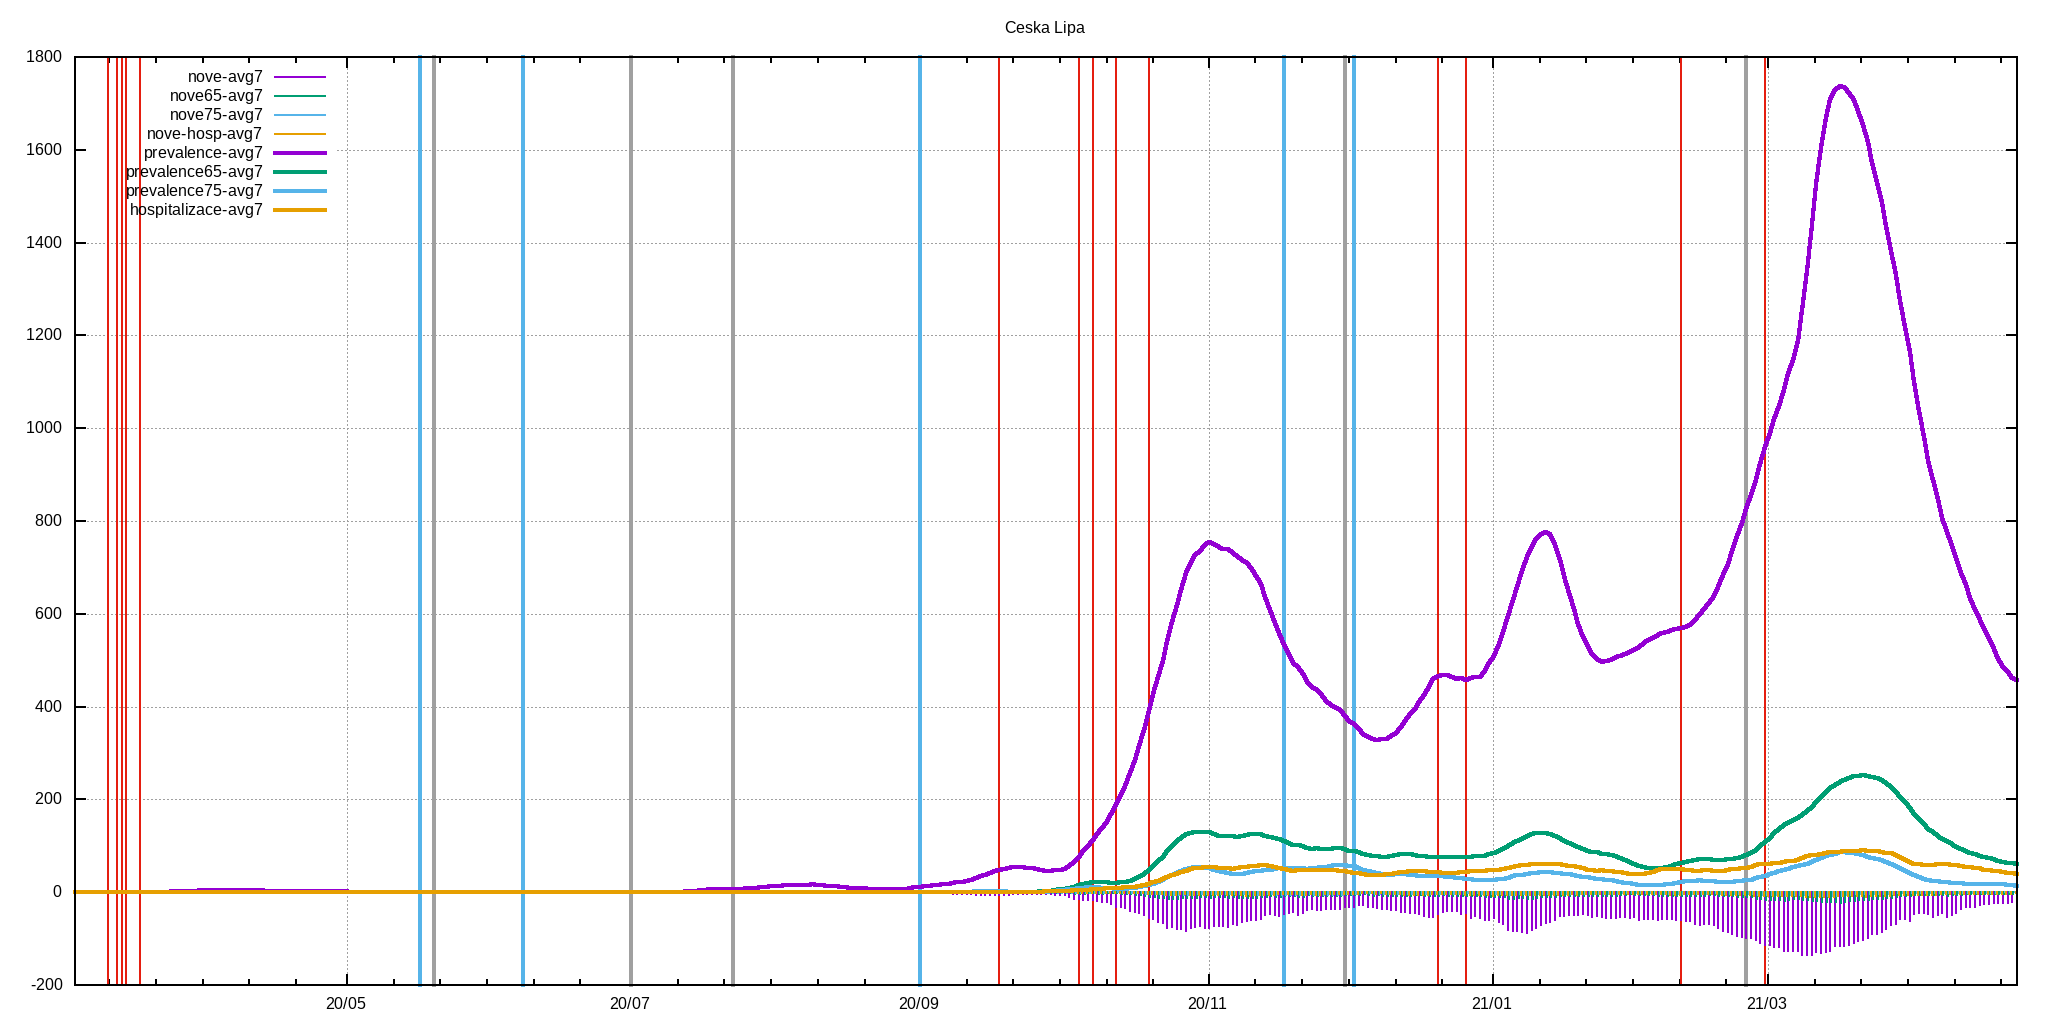 Ceska Lipa
1800
1600
1400
1200
1000
800
600
400
200
0
-200
nove-avg7
nove65-avg7
nove75-avg7
nove-hosp-avg7
prevalence-avg7
prevalence65-avg7
prevalence75-avg7
hospitalizace-avg7
20/05 20/07 20/09 20/11 21/01 21/03